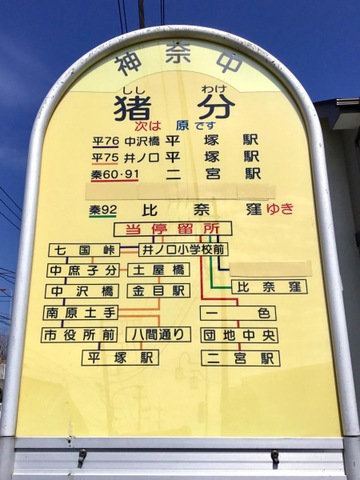 神奈中
しし わけ
猪分
次は 原です
平76 中沢橋 平塚駅
平75 井ノ口 平塚駅
秦60・91 二宮駅
秦92 比奈窪ゆき
当停留所
七国峠 井ノ口小学校前
中庶子分 土屋橋
中沢橋 金目駅 比奈窪
南原土手 一色
市役所前 八間通り 団地中央
平塚駅 二宮駅